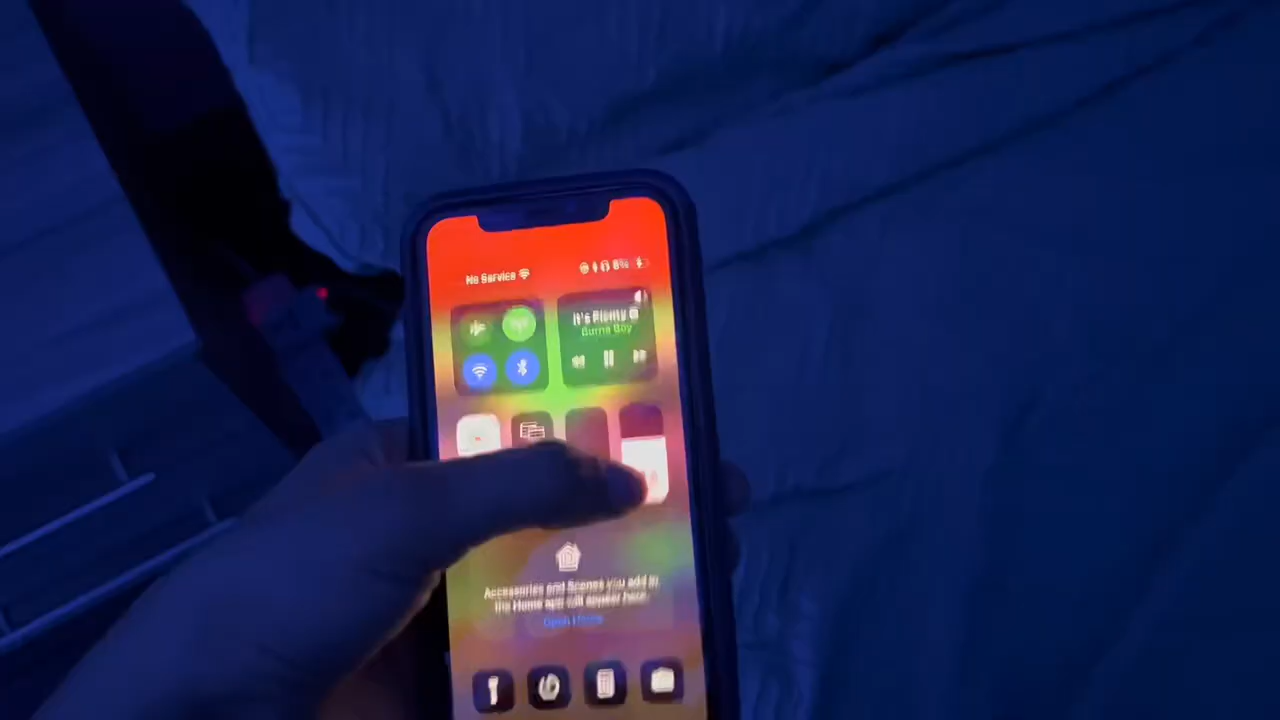 No Service
8%
It's Plenty
Burna Boy
Accessories and Scenes you add in
the Home app will appear here.
Open Home